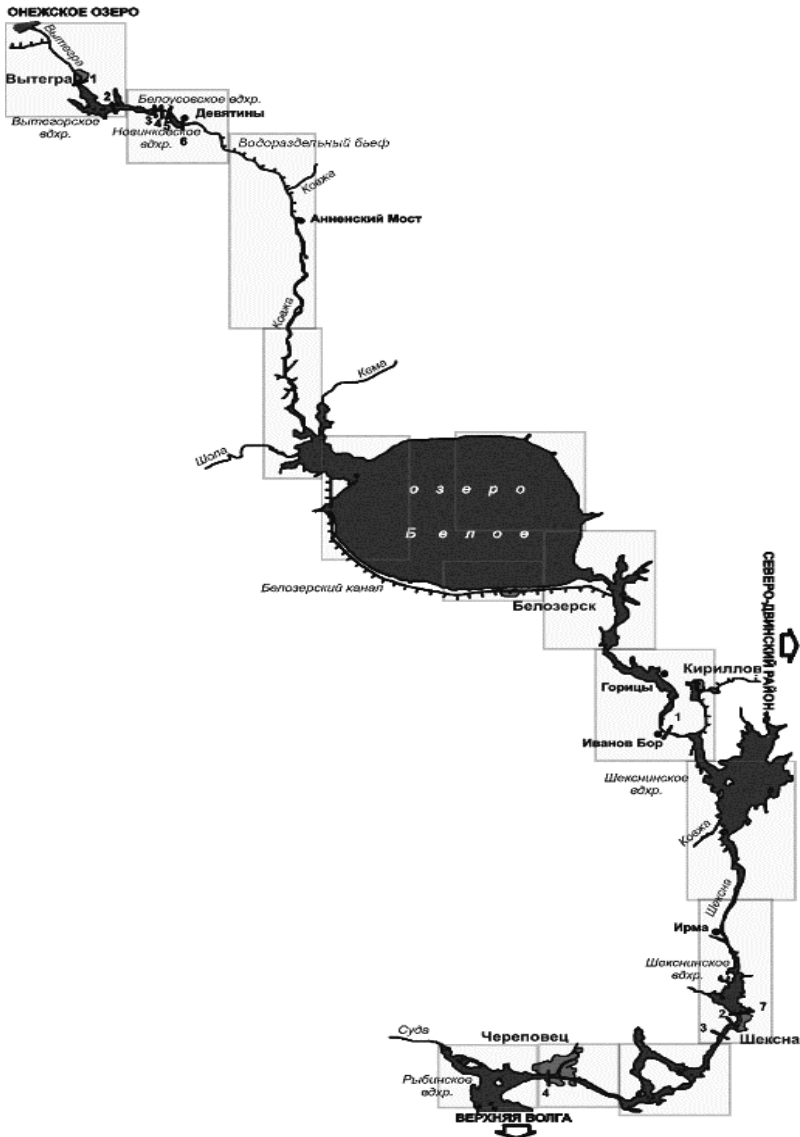 ОНЕЖСКОЕ ОЗЕРО
Вытегра
Вытегра 1
2
Белоусовское вдхр.
Вытегорское
вдхр.
3
4
5
Девятины
Новинковское
вдхр.
6
Водораздельный бьеф
Ковжа
Анненский Мост
Ковжа
Кема
Шола
озеро
Белое
Белозерский канал
Белозерск
СЕВЕРО-ДВИНСКИЙ РАЙОН
Кириллов
Горицы
1
Иванов Бор
Шекснинское
вдхр.
Ковжа
Шексна
Ирма
Шекснинское
вдхр.
2
7
3
Шексна
Суда
Череповец
Рыбинское
вдхр.
4
ВЕРХНЯЯ ВОЛГА